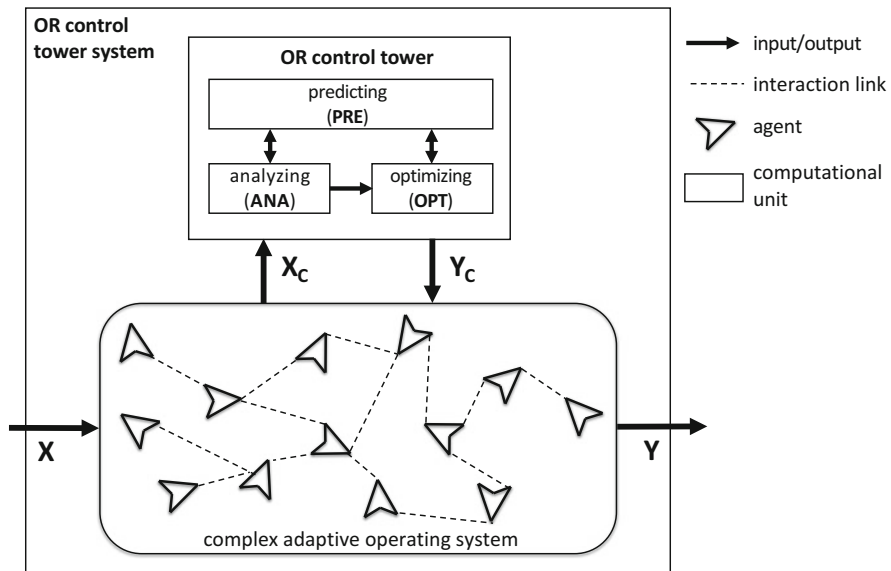 OR control
tower system
OR control tower
predicting
(PRE)
analyzing
(ANA)
optimizing
(OPT)
X_C
Y_C
X
Y
complex adaptive operating system
input/output
interaction link
agent
computational
unit